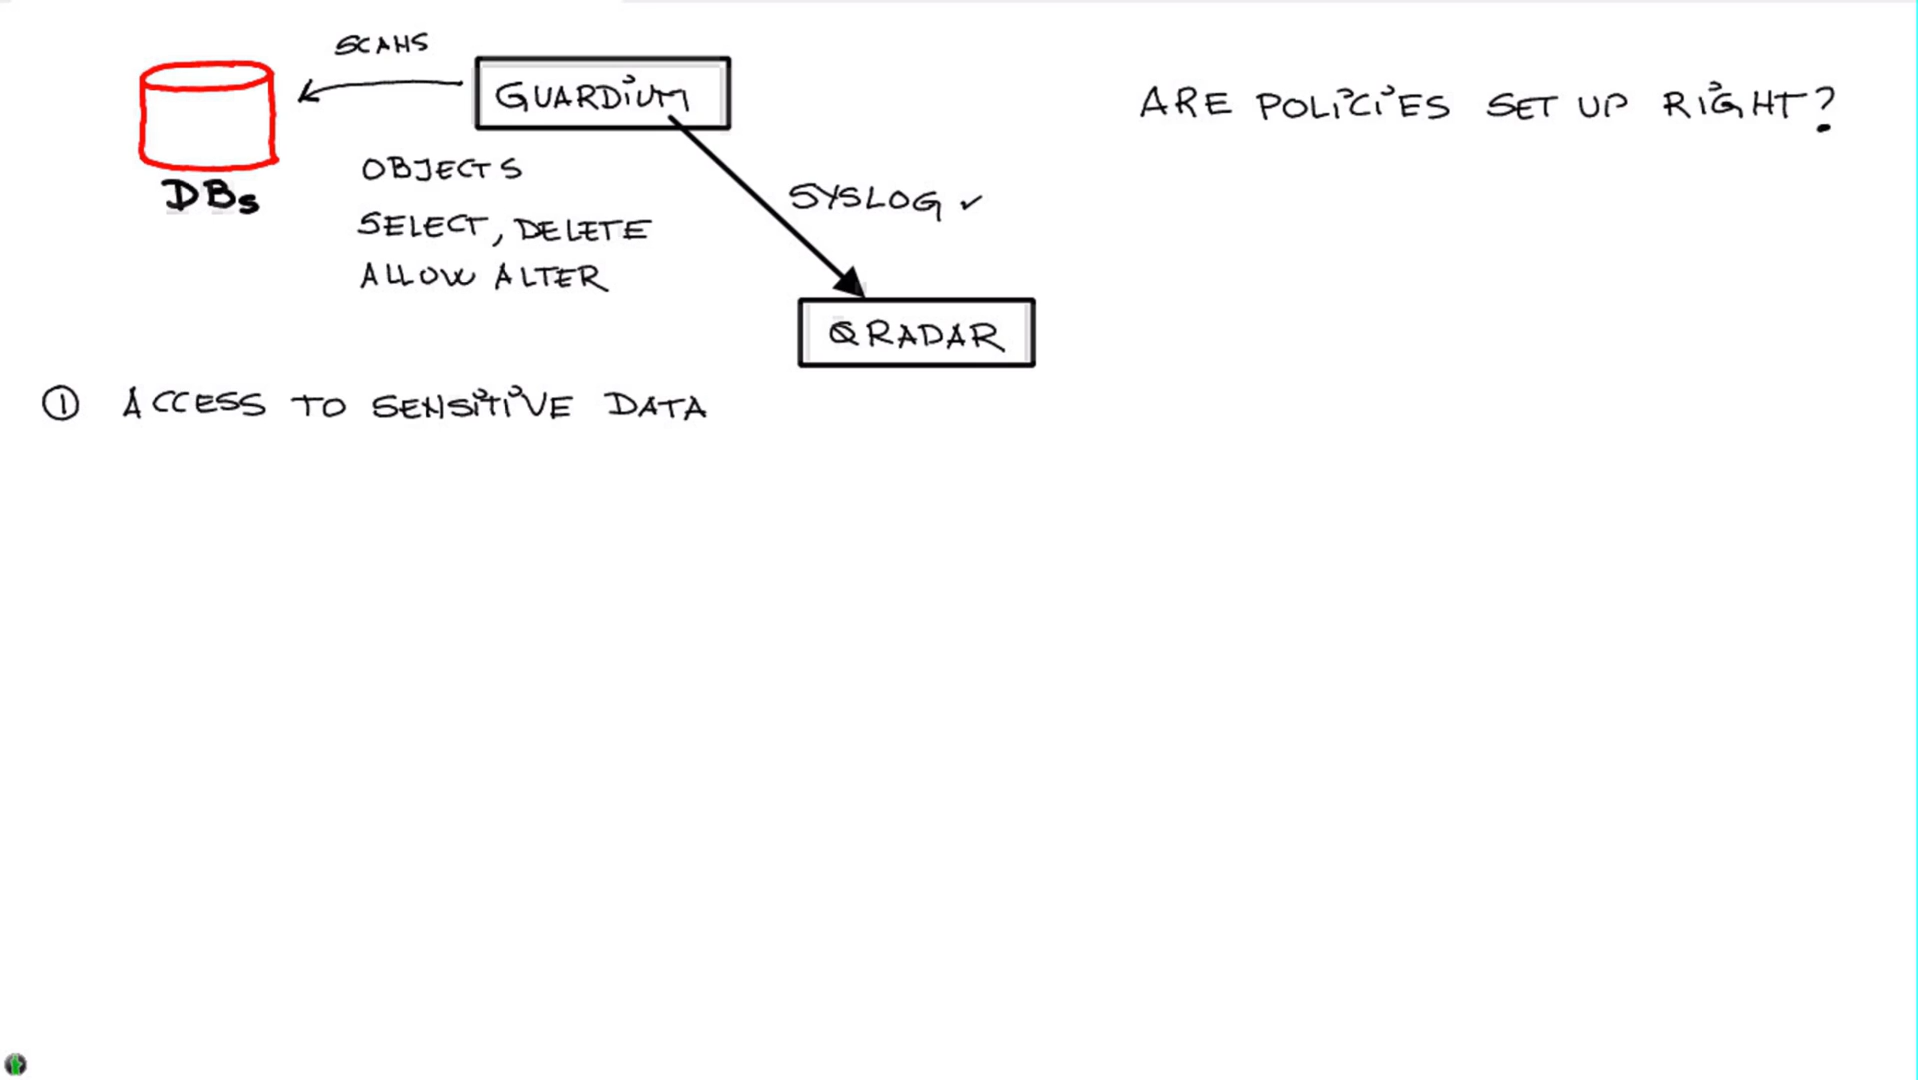 SCANS
GUARDiUM
ARE POLiCiES SET UP RiGHT?
DBs
OBJECTS
SELECT, DELETE
ALLOW ALTER
SYSLOG ✓
QRADAR
① ACCESS TO SENSiTiVE DATA